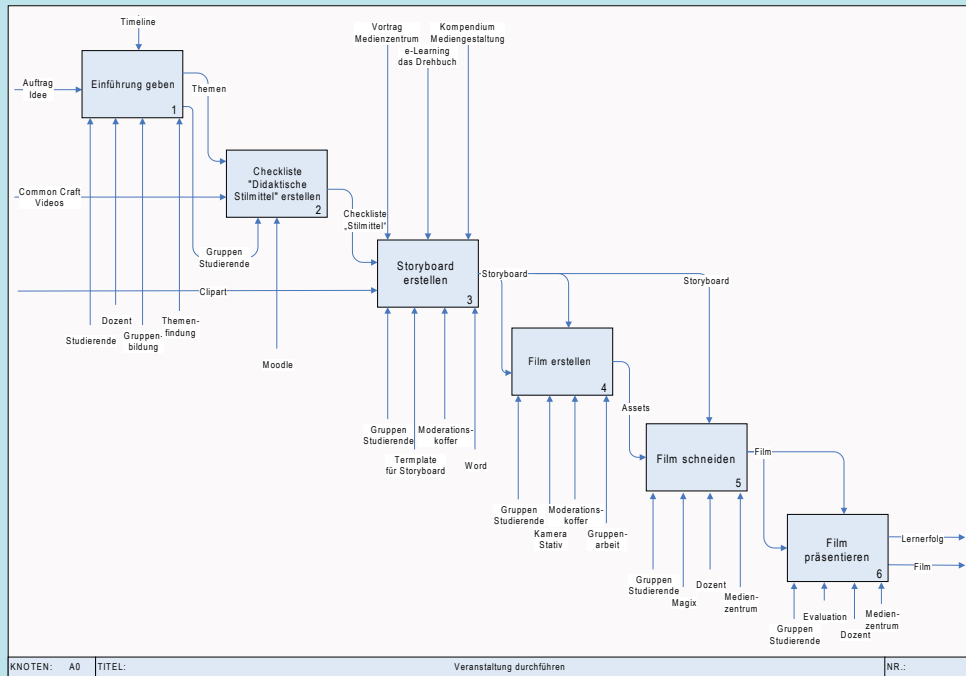 Timeline
Auftrag
Idee
Einführung geben
1
Themen
Vortrag
Medienzentrum
e-Learning
das Drehbuch
Kompendium
Mediengestaltung
Common Craft
Videos
Checkliste
"Didaktische
Stilmittel" erstellen
2
Checkliste
„Stilmittel"
Gruppen
Studierende
Clipart
Storyboard
erstellen
3
Storyboard
Storyboard
Studierende
Dozent
Gruppen-
bildung
Themen-
findung
Moodle
Film erstellen
4
Assets
Gruppen
Studierende
Termplate
für Storyboard
Moderations-
koffer
Word
Film schneiden
5
Film
Gruppen
Studierende
Kamera
Stativ
Moderations-
koffer
Gruppen-
arbeit
Film
präsentieren
6
Lernerfolg
Film
Gruppen
Studierende
Magix
Dozent
Medien-
zentrum
Gruppen
Studierende
Evaluation
Dozent
Medien-
zentrum
KNOTEN: A0
TITEL:
Veranstaltung durchführen
NR.: